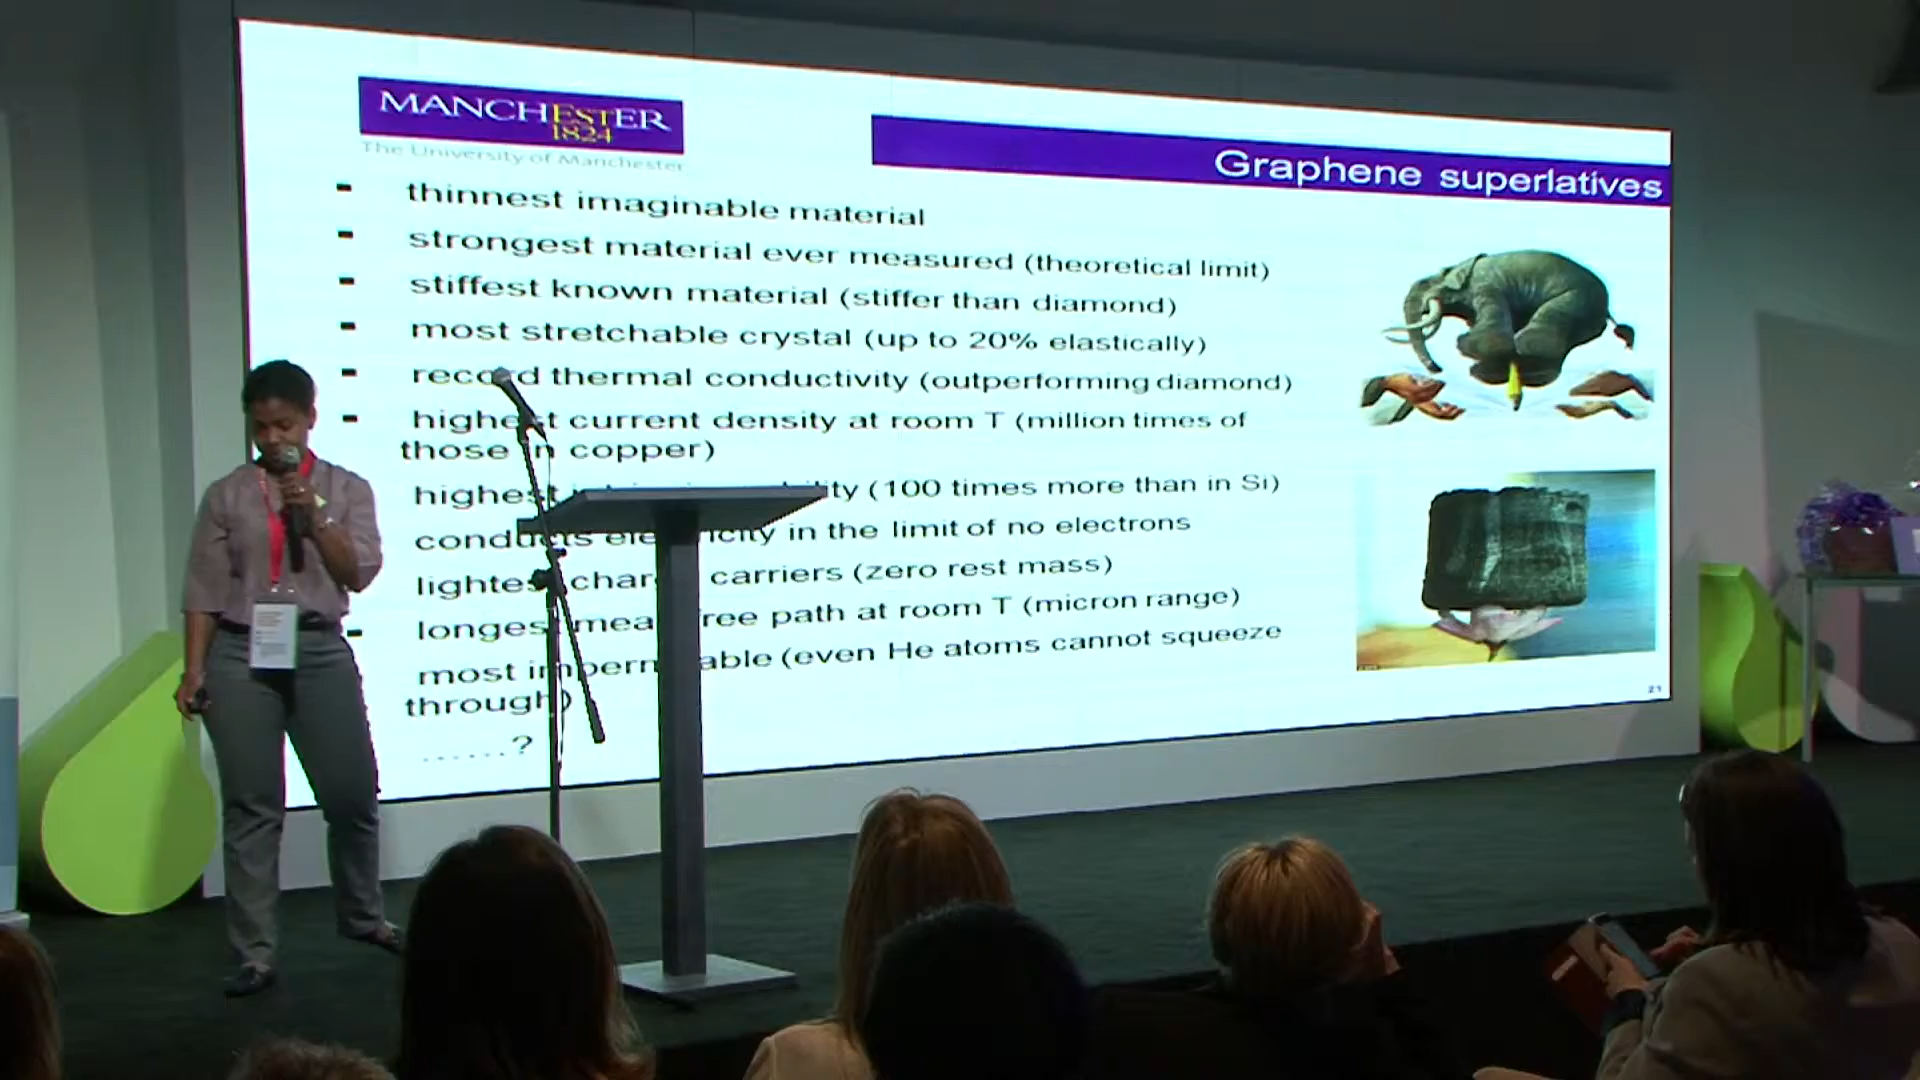 MANCHESTER
1824
The University of Manchester
Graphene superlatives
thinnest imaginable material
strongest material ever measured (theoretical limit)
stiffest known material (stiffer than diamond)
most stretchable crystal (up to 20% elastically)
record thermal conductivity (outperforming diamond)
highest current density at room T (million times of
those in copper)
highest (100 times more than in Si)
conducts electricity in the limit of no electrons
lightest carriers (zero rest mass)
longest mean free path at room T (micron range)
most impermeable (even He atoms cannot squeeze
through)
......?
21